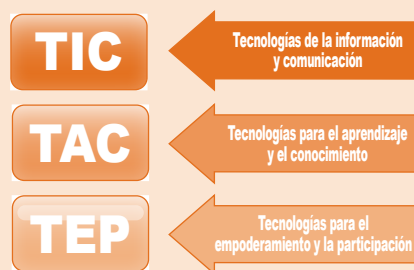 TIC
Tecnologías de la información
y comunicación
TAC
Tecnologías para el aprendizaje
y el conocimiento
TEP
Tecnologías para el
empoderamiento y la participación